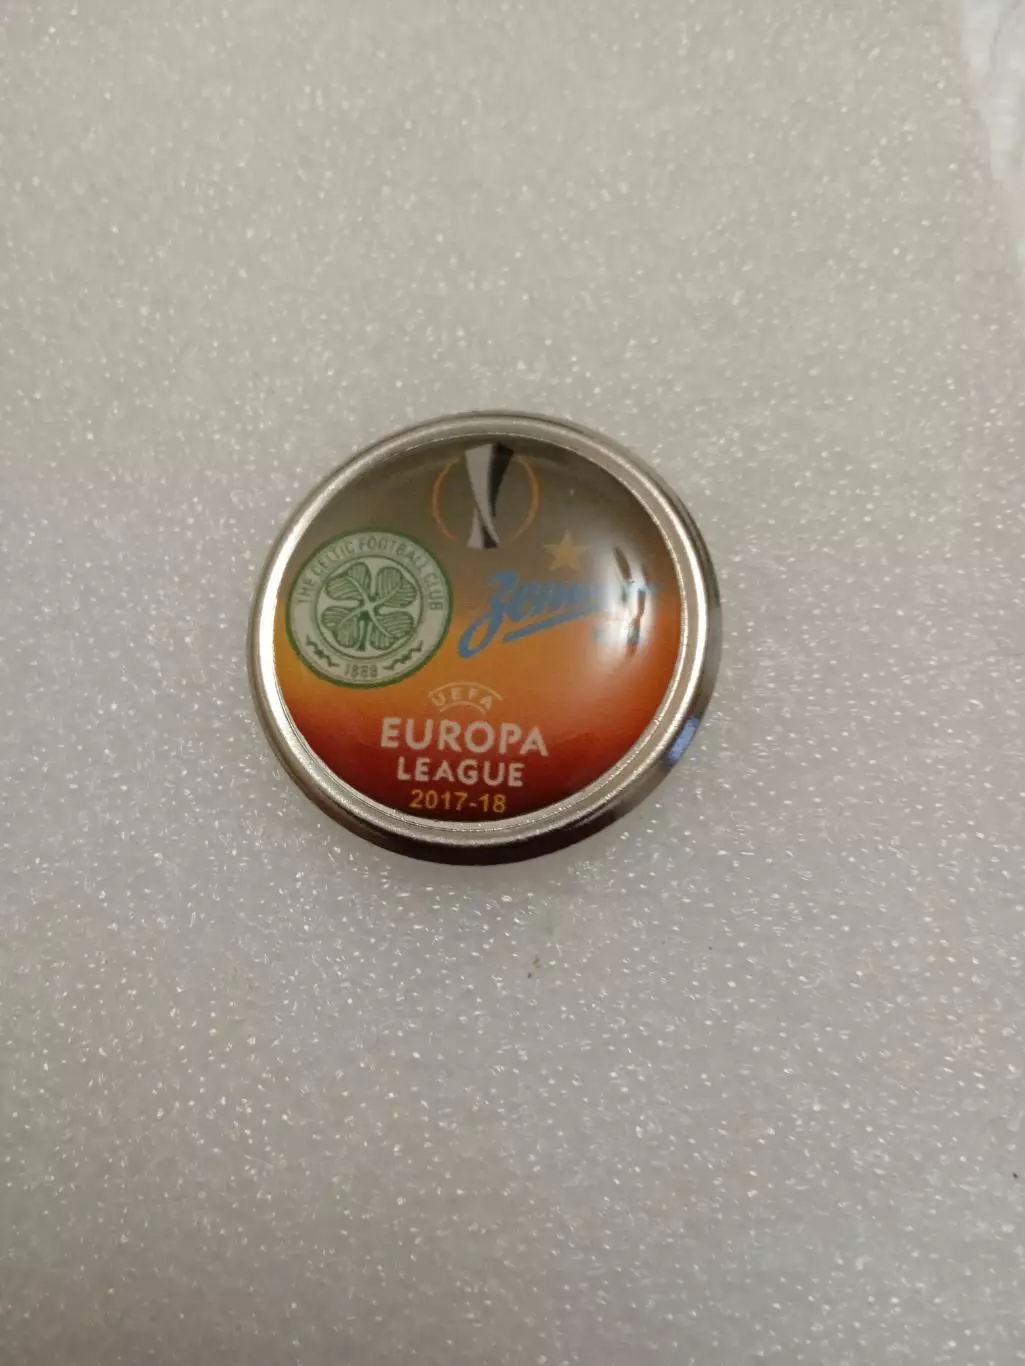 THE CELTIC FOOTBALL CLUB
1888
UEFA
EUROPA
LEAGUE
2017-18